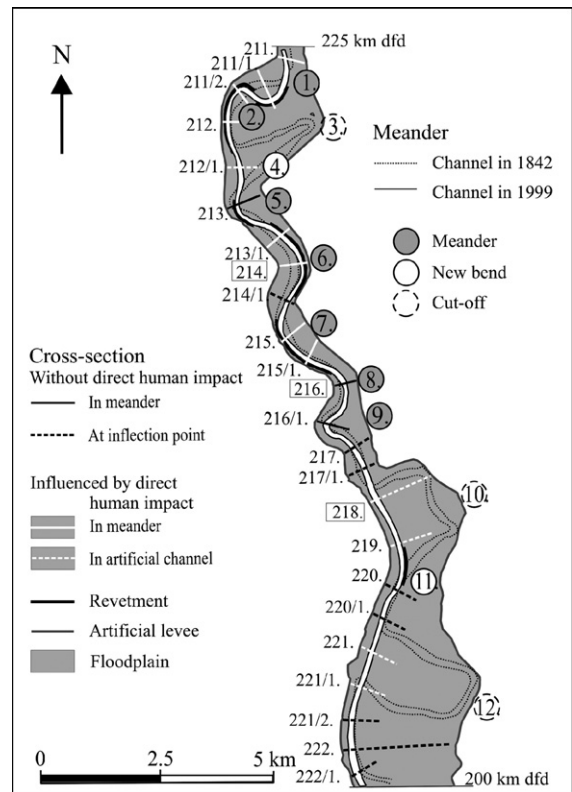 N
225 km dfd
211.
211/1.
211/2.
1.
2.
212.
3.
Meander
Channel in 1842
Channel in 1999
212/1.
4.
213.
5.
Meander
New bend
Cut-off
213/1.
6.
214.
214/1
7.
215.
215/1.
8.
216.
9.
216/1.
217.
217/1.
Cross-section
Without direct human impact
In meander
At inflection point
Influenced by direct
human impact
In meander
In artificial channel
Revetment
Artificial levee
Floodplain
10.
218.
219.
220.
11.
220/1.
221.
221/1.
12.
221/2.
222.
222/1.
200 km dfd
0 2.5 5 km